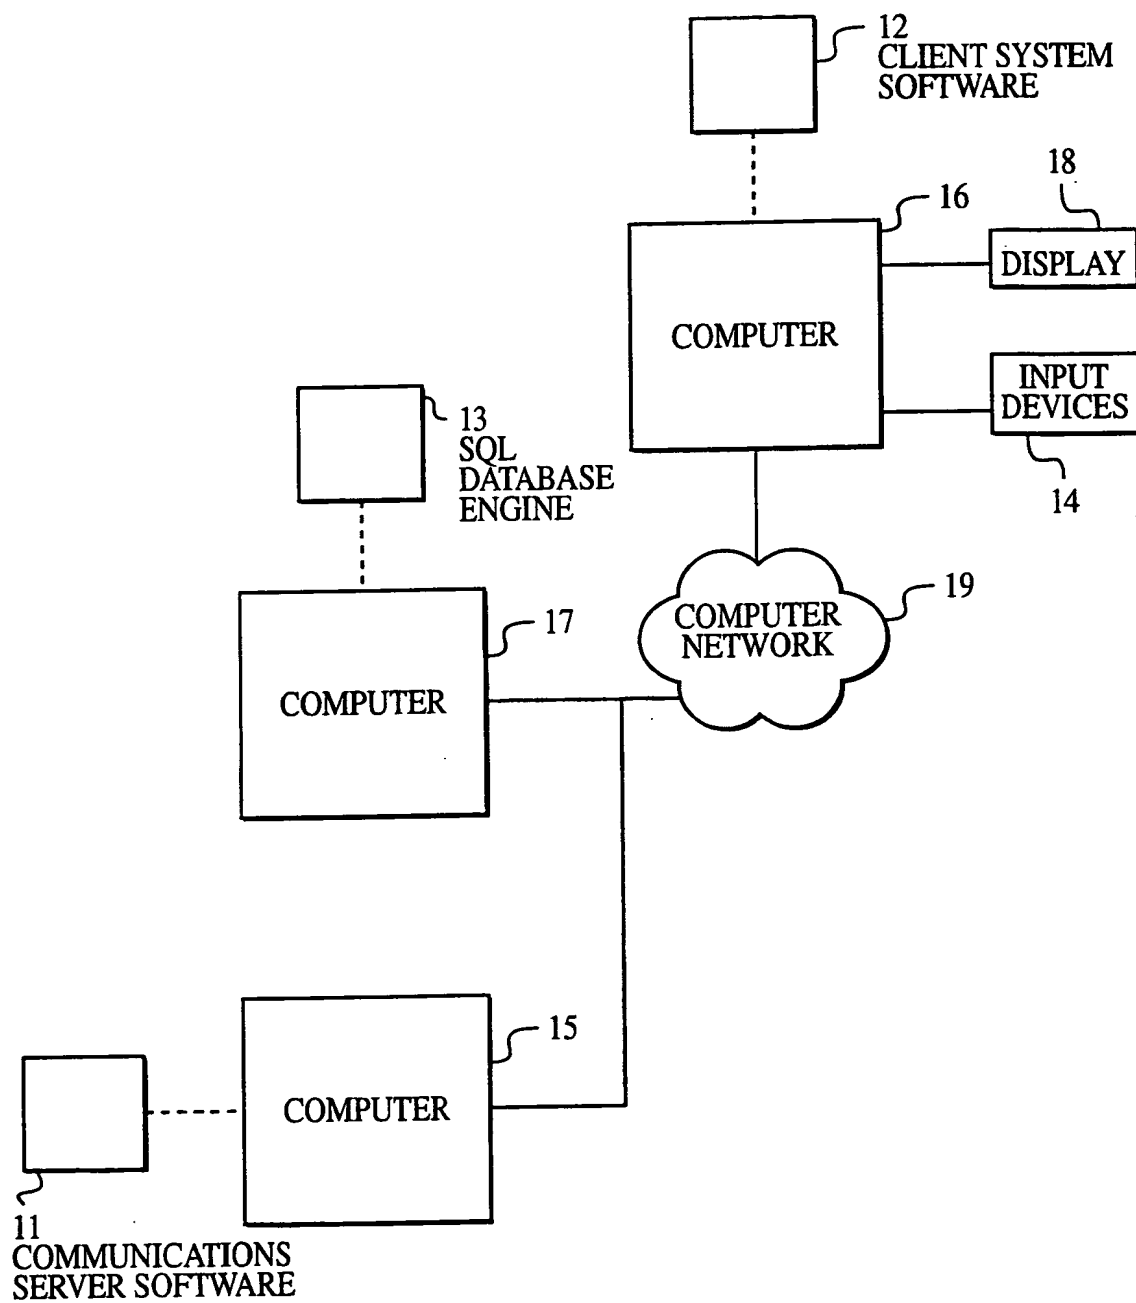 12
CLIENT SYSTEM
SOFTWARE
18
16
DISPLAY
COMPUTER
INPUT
DEVICES
14
13
SQL
DATABASE
ENGINE
19
COMPUTER
NETWORK
17
COMPUTER
15
COMPUTER
11
COMMUNICATIONS
SERVER SOFTWARE